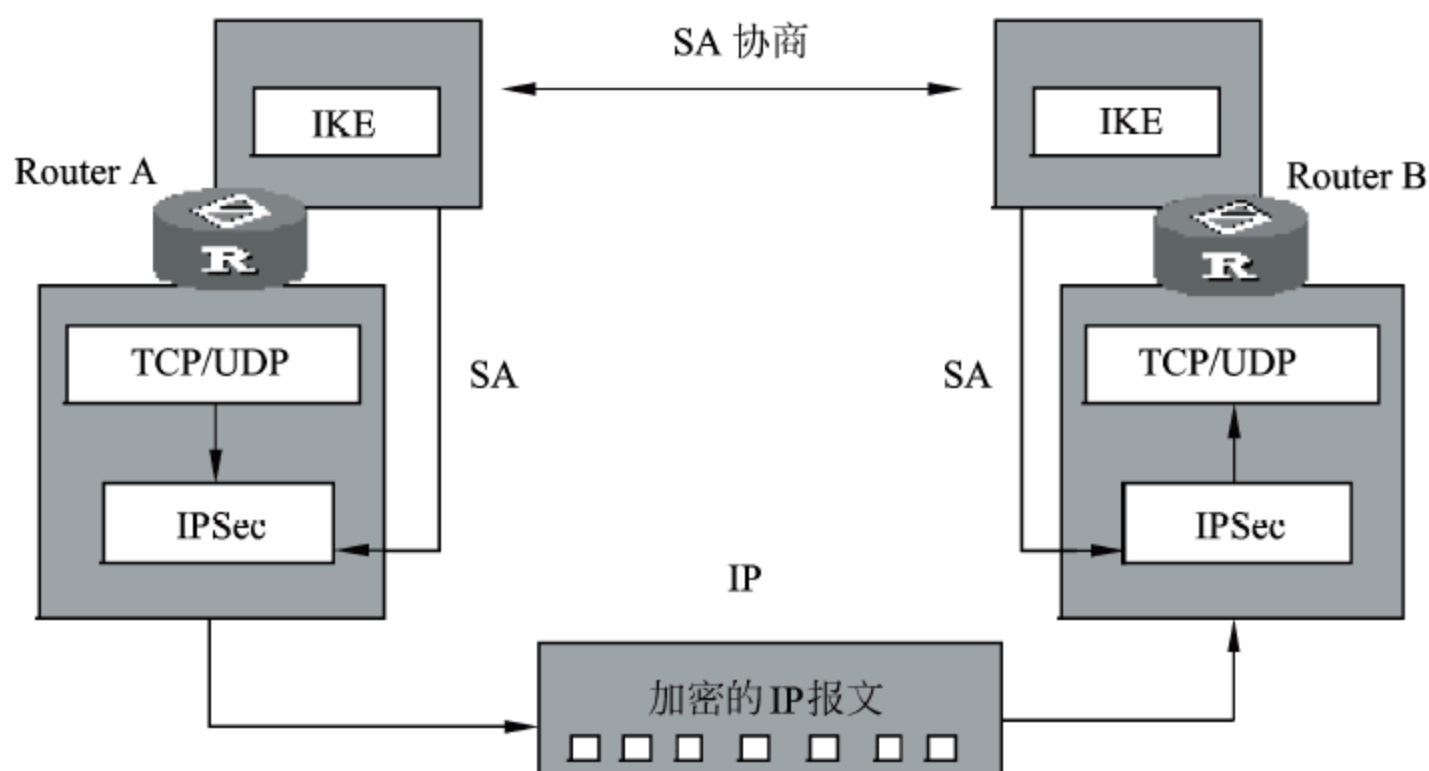 SA 协商
IKE
IKE
Router A
Router B
R
R
TCP/UDP
SA
SA
TCP/UDP
IPSec
IPSec
IP
加密的IP报文